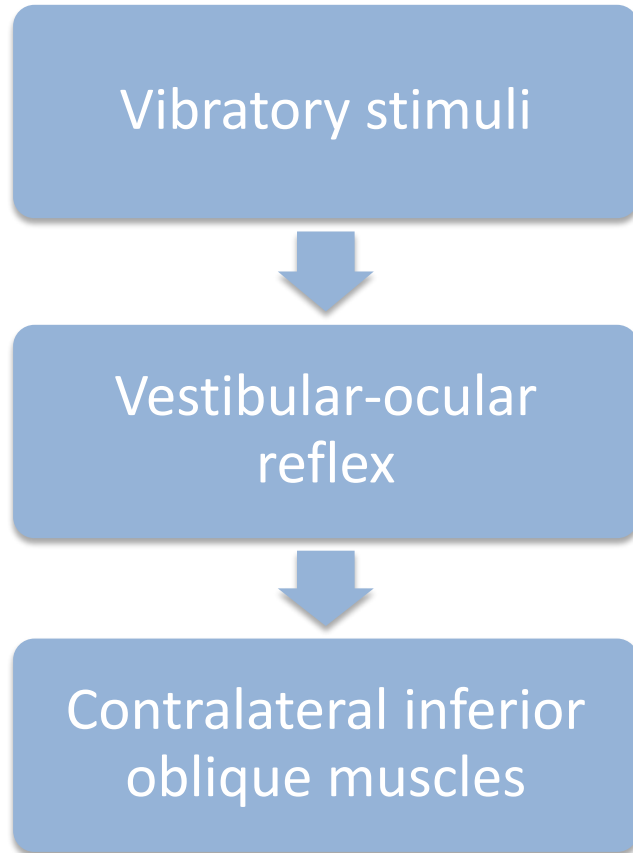 Vibratory stimuli
Vestibular-ocular
reflex
Contralateral inferior
oblique muscles